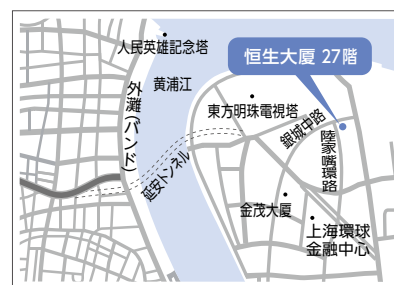 人民英雄記念塔
恒生大厦 27階
黄浦江
外灘(バンド)
東方明珠電視塔
銀城中路
陸家嘴環路
延安トンネル
金茂大厦
上海環球
金融中心